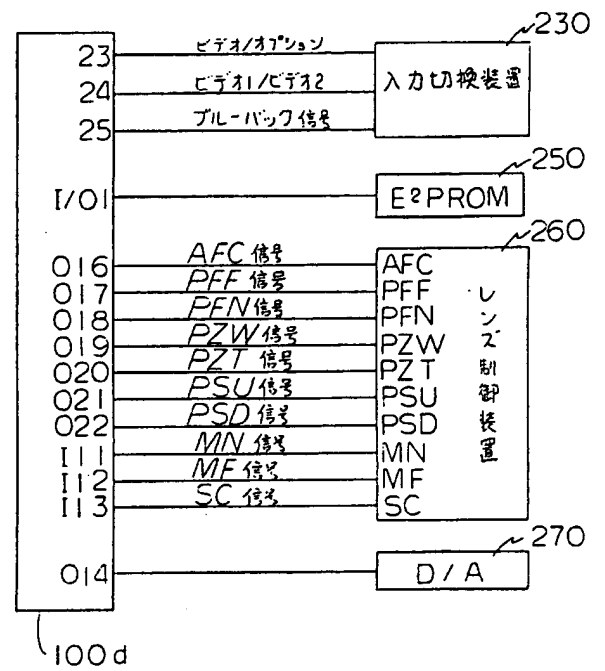 230
23 ビデオ/オプション
24 ビデオ1/ビデオ2 入力切換装置
25 ブルーバック信号
250
I/O1 E²PROM
260
O16 AFC信号 AFC
O17 PFF信号 PFF
O18 PFN信号 PFN
O19 PZW信号 PZW
O20 PZT信号 PZT
O21 PSU信号 PSU
O22 PSD信号 PSD
I11 MN信号 MN
I12 MF信号 MF
I13 SC信号 SC
レンズ制御装置
270
O14 D/A
100d